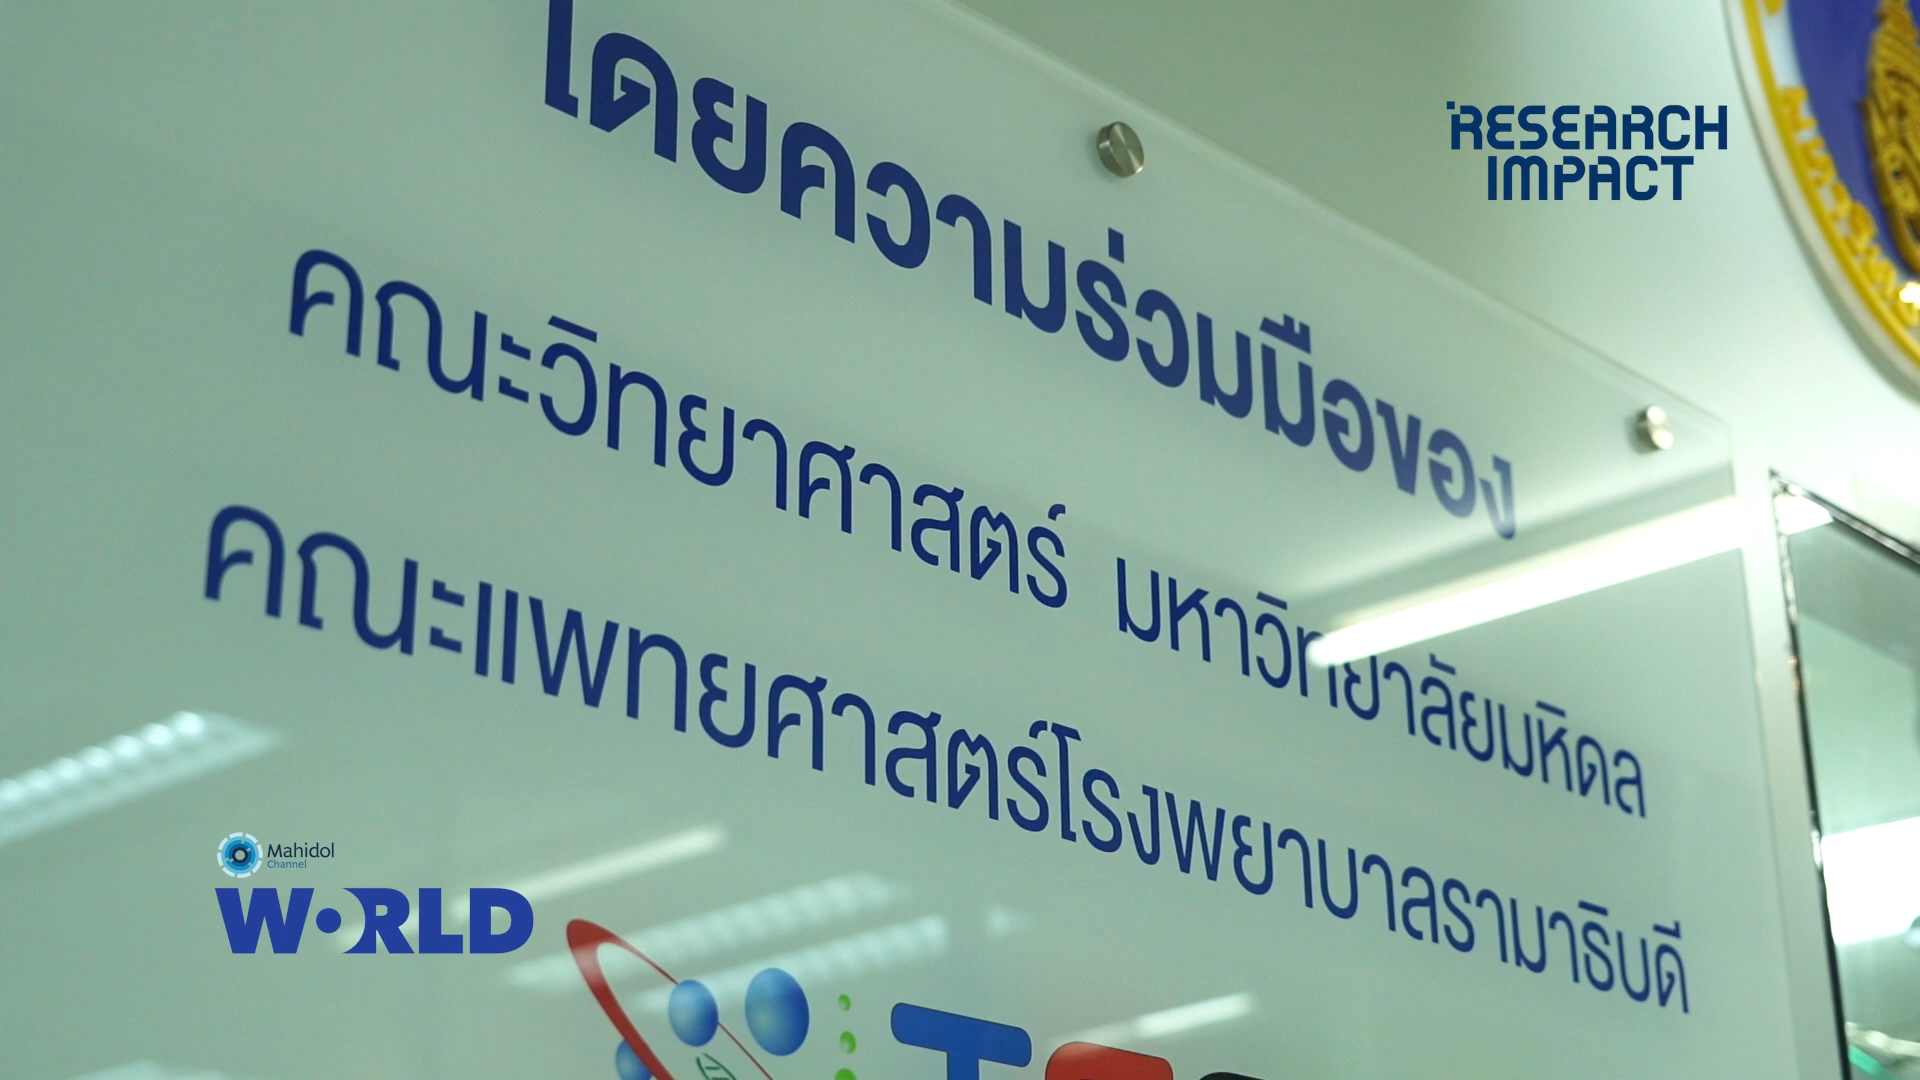 โดยความร่วมมือของ
คณะวิทยาศาสตร์ มหาวิทยาลัยมหิดล
คณะแพทยศาสตร์โรงพยาบาลรามาธิบดี
RESEARCH
IMPACT
Mahidol
Channel
WORLD